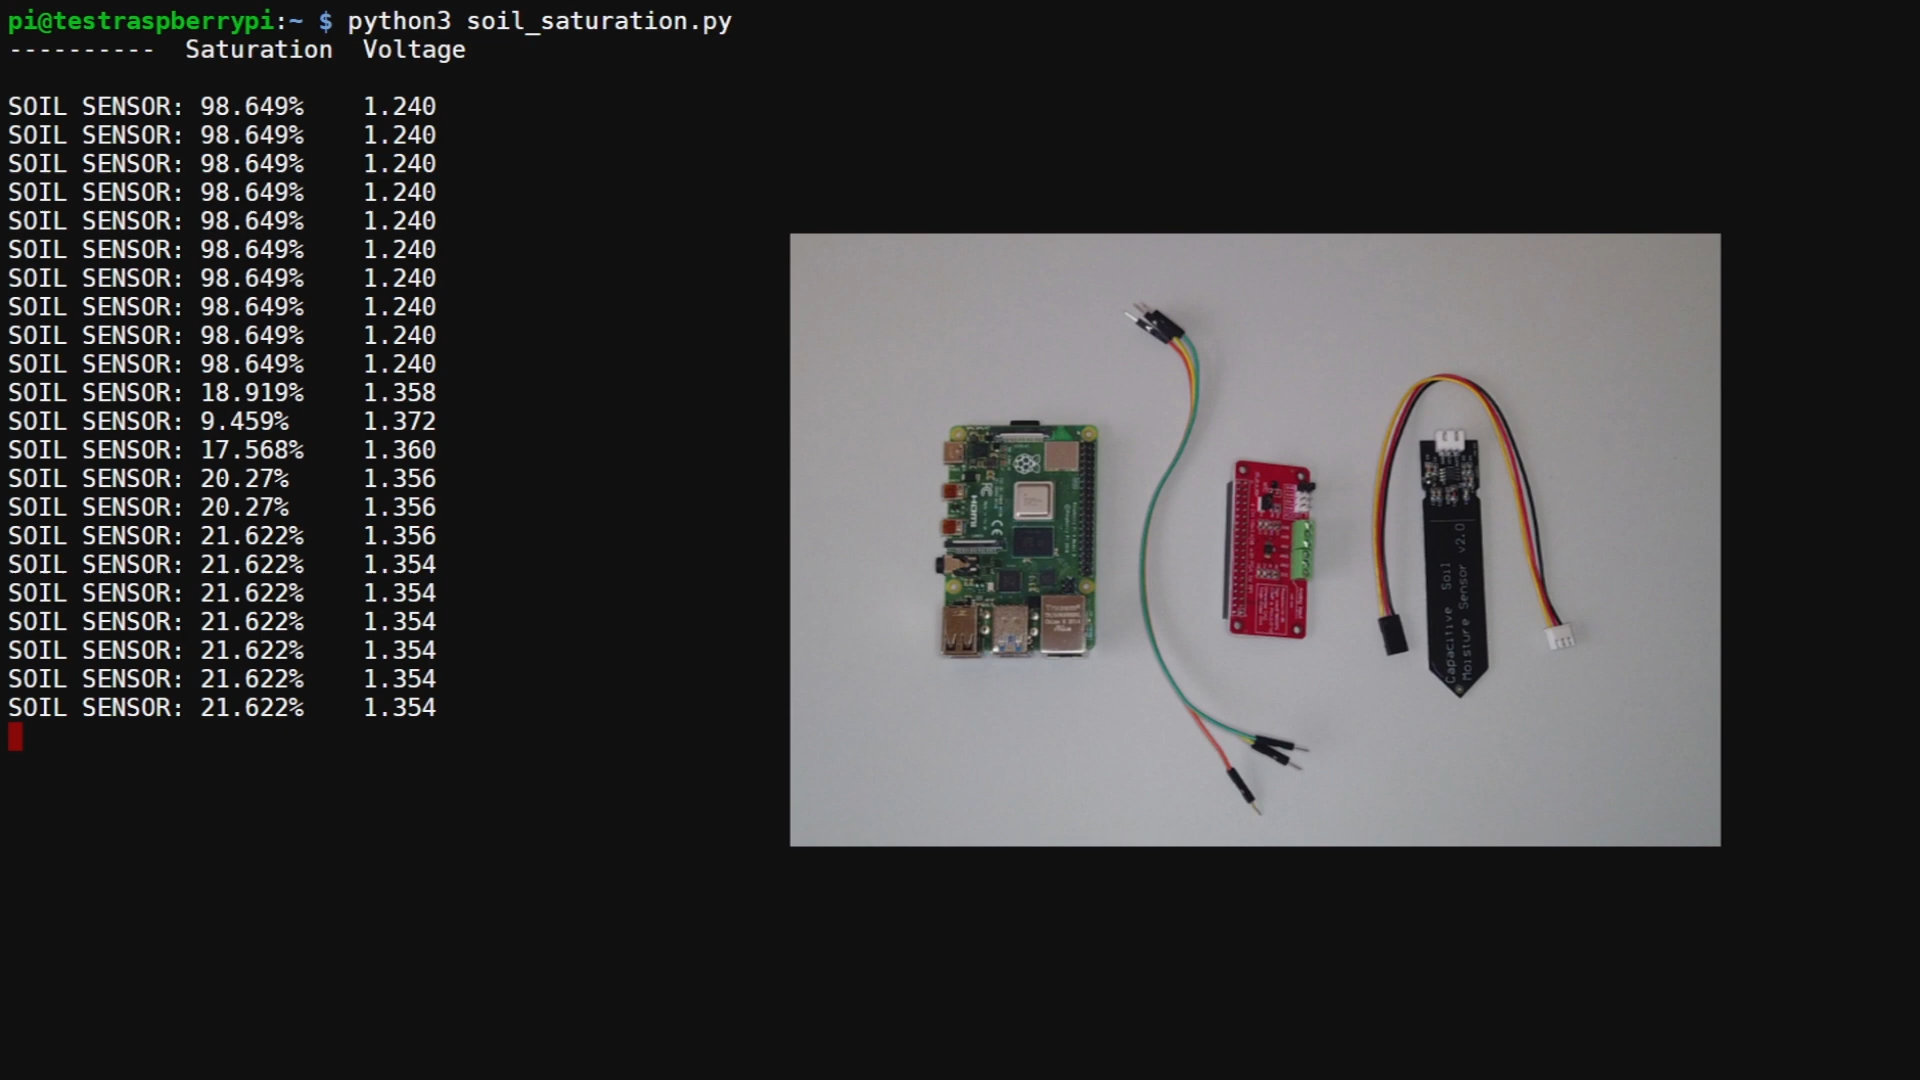 pi@testraspberrypi:~ $ python3 soil_saturation.py
---------- Saturation Voltage
SOIL SENSOR: 98.649% 1.240
SOIL SENSOR: 98.649% 1.240
SOIL SENSOR: 98.649% 1.240
SOIL SENSOR: 98.649% 1.240
SOIL SENSOR: 98.649% 1.240
SOIL SENSOR: 98.649% 1.240
SOIL SENSOR: 98.649% 1.240
SOIL SENSOR: 98.649% 1.240
SOIL SENSOR: 98.649% 1.240
SOIL SENSOR: 98.649% 1.240
SOIL SENSOR: 18.919% 1.358
SOIL SENSOR: 9.459% 1.372
SOIL SENSOR: 17.568% 1.360
SOIL SENSOR: 20.27% 1.356
SOIL SENSOR: 20.27% 1.356
SOIL SENSOR: 21.622% 1.356
SOIL SENSOR: 21.622% 1.354
SOIL SENSOR: 21.622% 1.354
SOIL SENSOR: 21.622% 1.354
SOIL SENSOR: 21.622% 1.354
SOIL SENSOR: 21.622% 1.354
SOIL SENSOR: 21.622% 1.354
HDMI
Capacitive Soil
Moisture Sensor v2.0